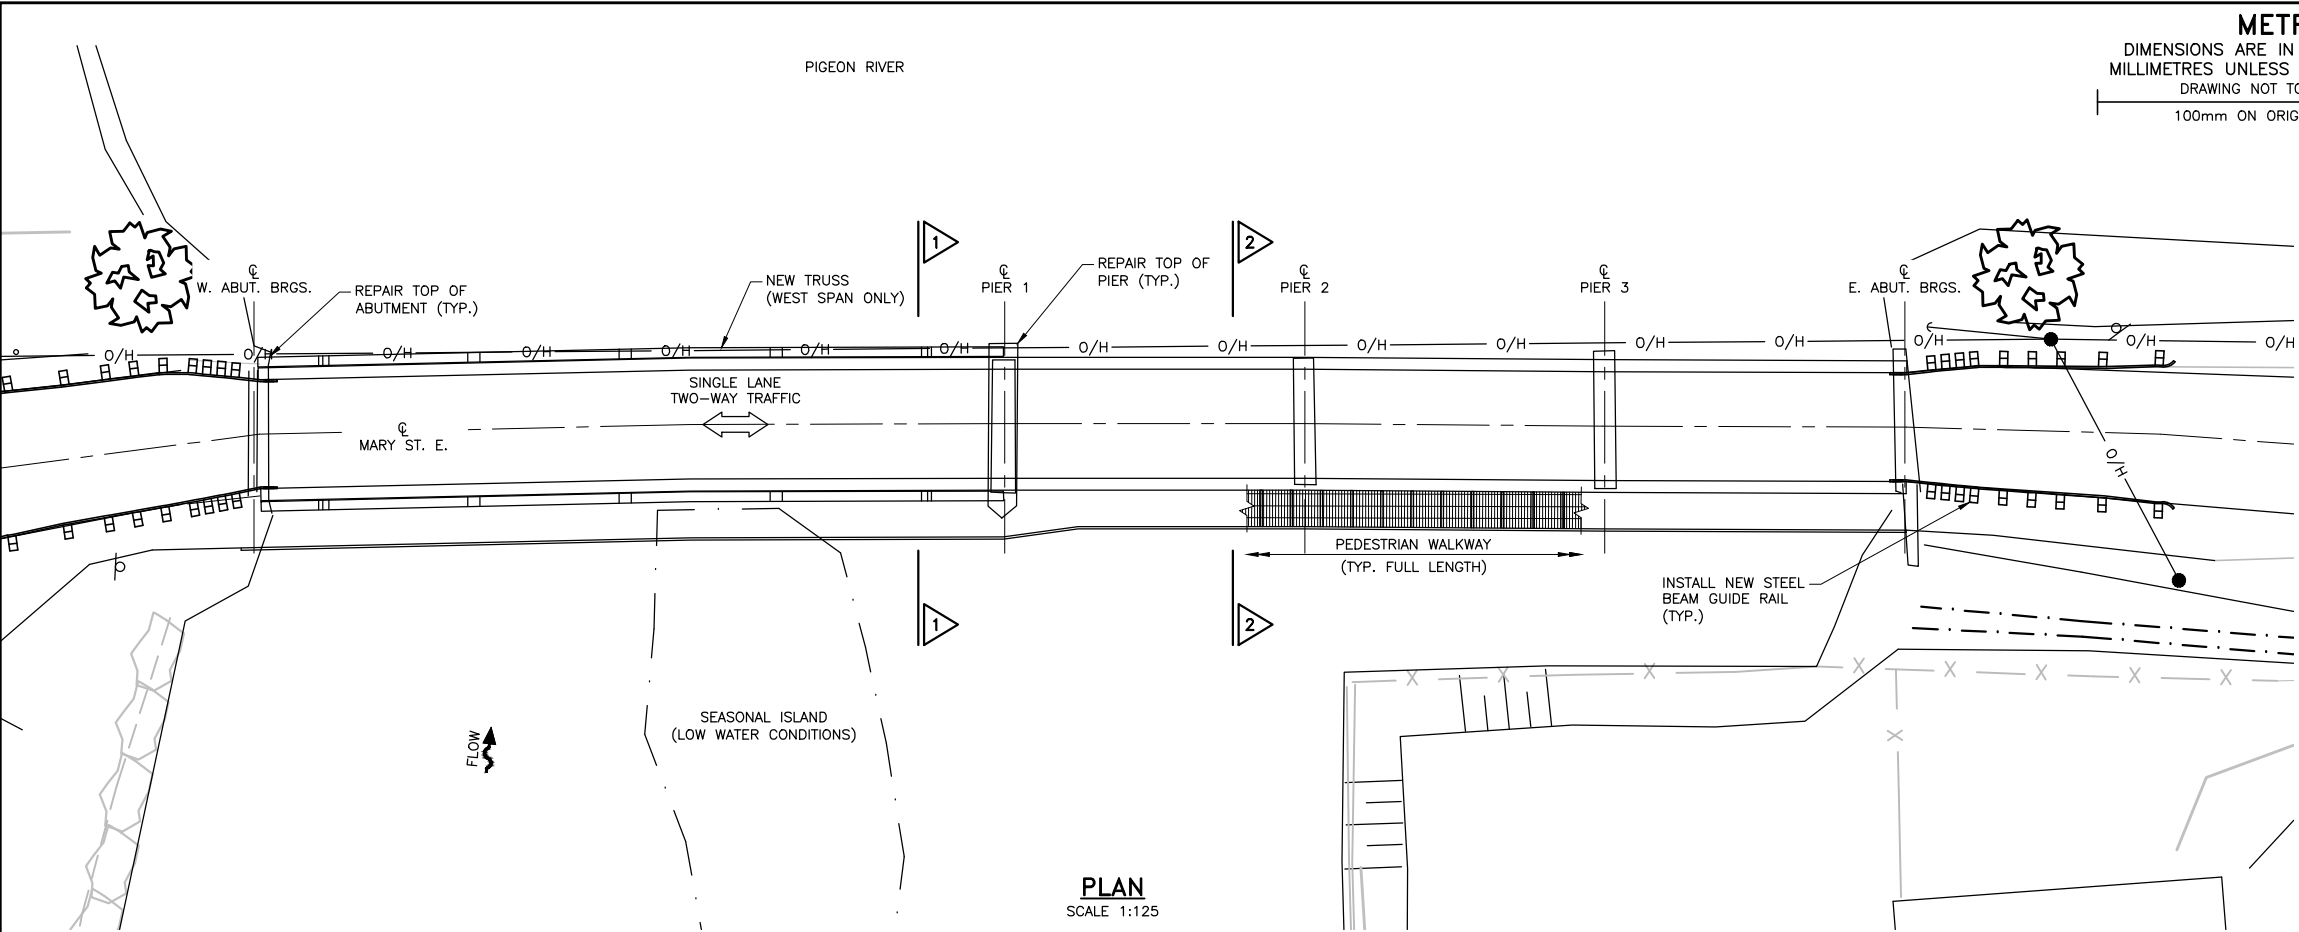 METR
DIMENSIONS ARE IN
MILLIMETRES UNLESS
DRAWING NOT TO
100mm ON ORIG
PIGEON RIVER
1
2
℄
W. ABUT. BRGS.
REPAIR TOP OF
ABUTMENT (TYP.)
NEW TRUSS
(WEST SPAN ONLY)
℄
PIER 1
REPAIR TOP OF
PIER (TYP.)
℄
PIER 2
℄
PIER 3
℄
E. ABUT. BRGS.
O/H O/H O/H O/H O/H O/H O/H O/H O/H O/H O/H O/H O/H O/H O/H O/H
SINGLE LANE
TWO-WAY TRAFFIC
℄
MARY ST. E.
O/H
PEDESTRIAN WALKWAY
(TYP. FULL LENGTH)
INSTALL NEW STEEL
BEAM GUIDE RAIL
(TYP.)
1
2
SEASONAL ISLAND
(LOW WATER CONDITIONS)
FLOW
PLAN
SCALE 1:125